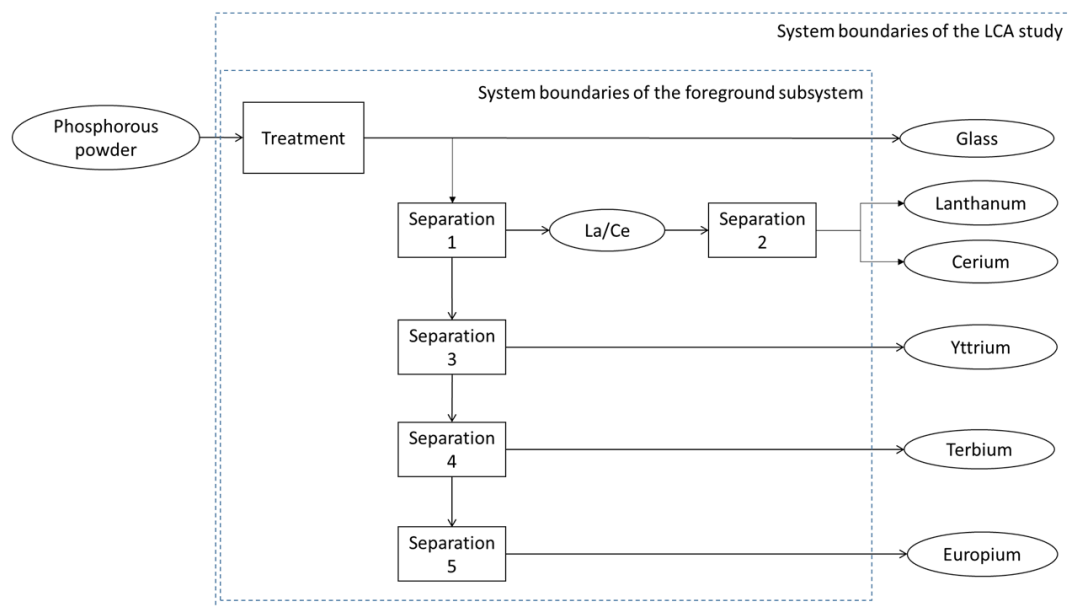 System boundaries of the LCA study
System boundaries of the foreground subsystem
Phosphorous
powder
Treatment
Glass
Lanthanum
Separation
1
La/Ce
Separation
2
Cerium
Separation
3
Yttrium
Separation
4
Terbium
Separation
5
Europium